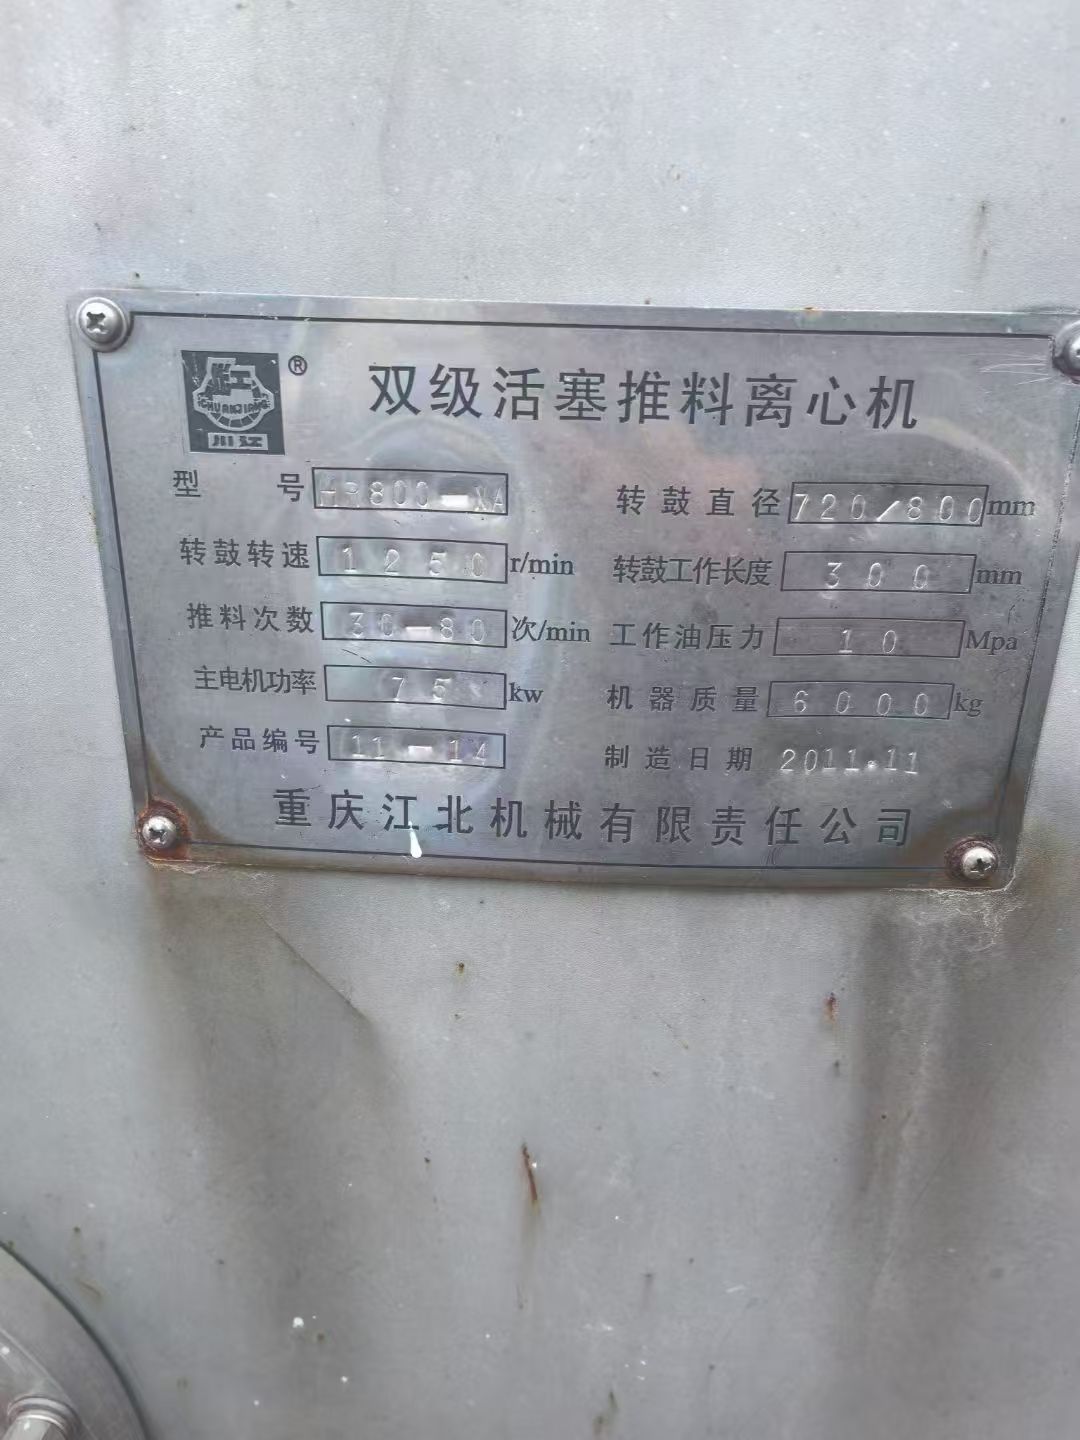 CHUANJIANG
川江
®
双级活塞推料离心机
型 号 HR800-NA
转鼓直径 720/800 mm
转鼓转速 1250 r/min
转鼓工作长度 300 mm
推料次数 30-80 次/min
工作油压力 10 Mpa
主电机功率 75 kw
机器质量 6000 kg
产品编号 11-14
制造日期 2011.11
重庆江北机械有限责任公司